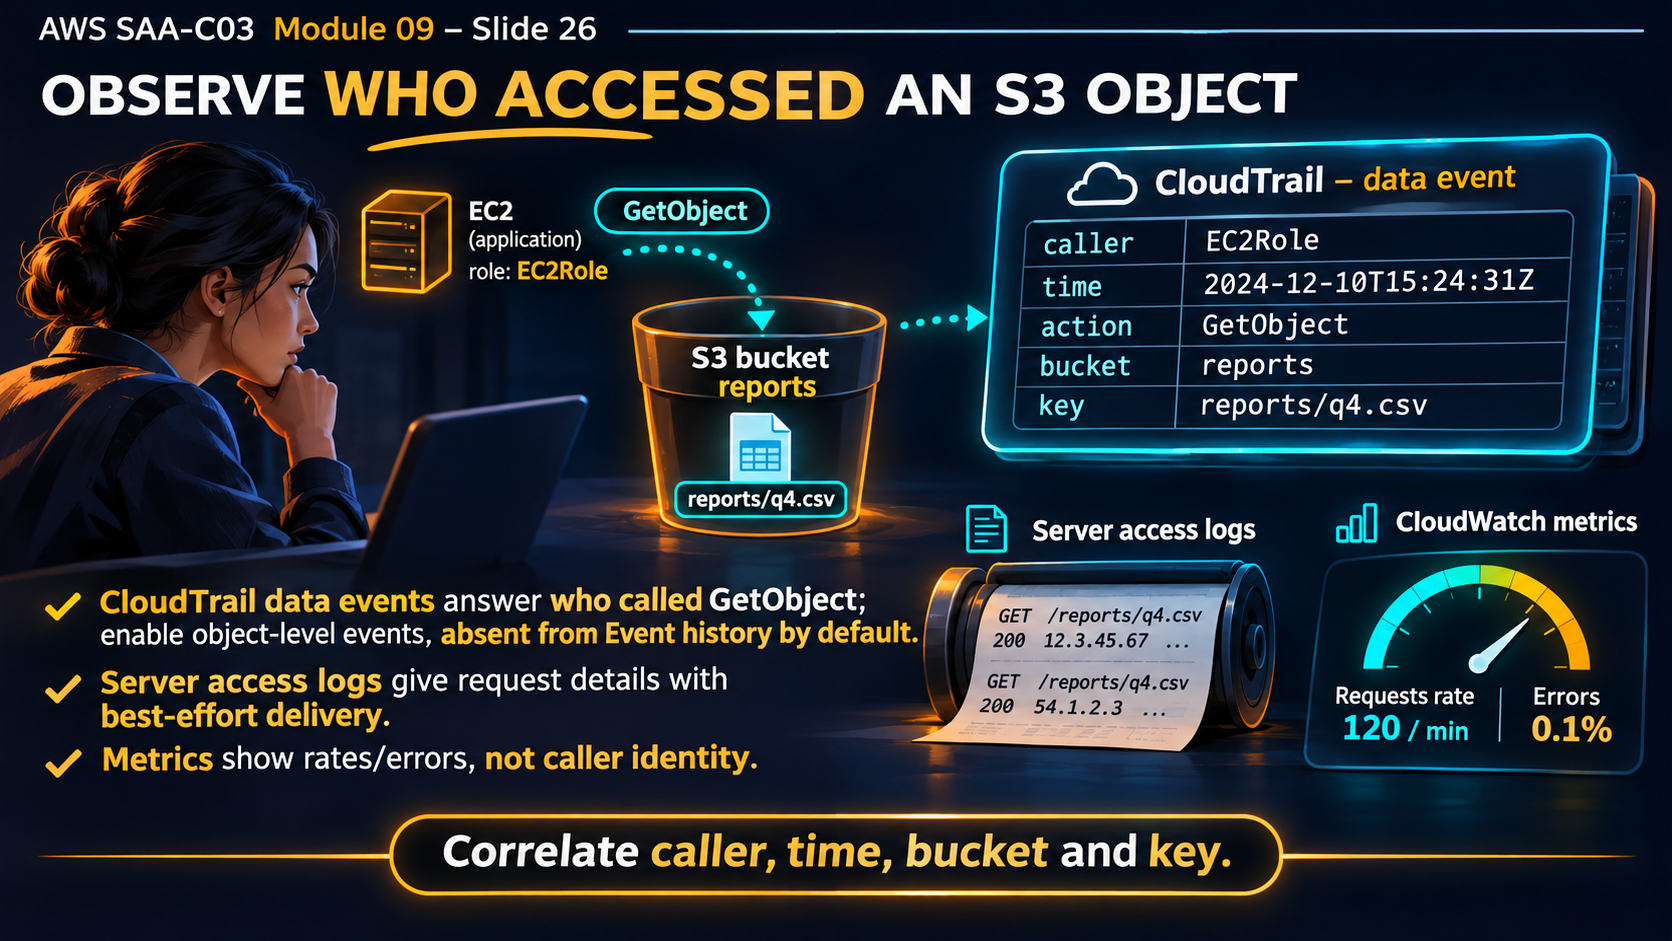 AWS SAA-C03 Module 09 – Slide 26
OBSERVE WHO ACCESSED AN S3 OBJECT
EC2
(application)
role: EC2Role
GetObject
S3 bucket
reports
reports/q4.csv
CloudTrail – data event
caller EC2Role
time 2024-12-10T15:24:31Z
action GetObject
bucket reports
key reports/q4.csv
CloudTrail data events answer who called GetObject;
enable object-level events, absent from Event history by default.
Server access logs give request details with
best-effort delivery.
Metrics show rates/errors, not caller identity.
Server access logs
GET /reports/q4.csv
200 12.3.45.67 ...
GET /reports/q4.csv
200 54.1.2.3 ...
CloudWatch metrics
Requests rate
120 / min
Errors
0.1%
Correlate caller, time, bucket and key.